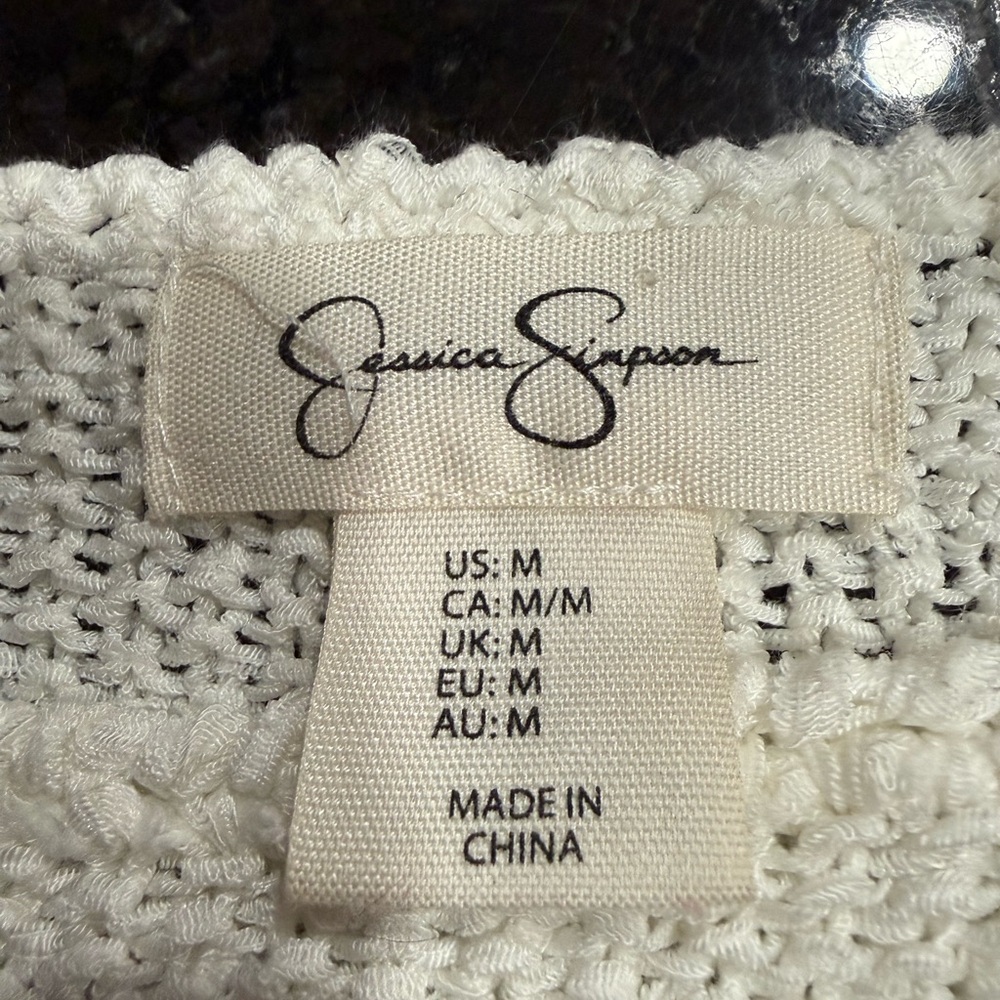 Jessica Simpson
US: M
CA: M/M
UK: M
EU: M
AU: M
MADE IN
CHINA